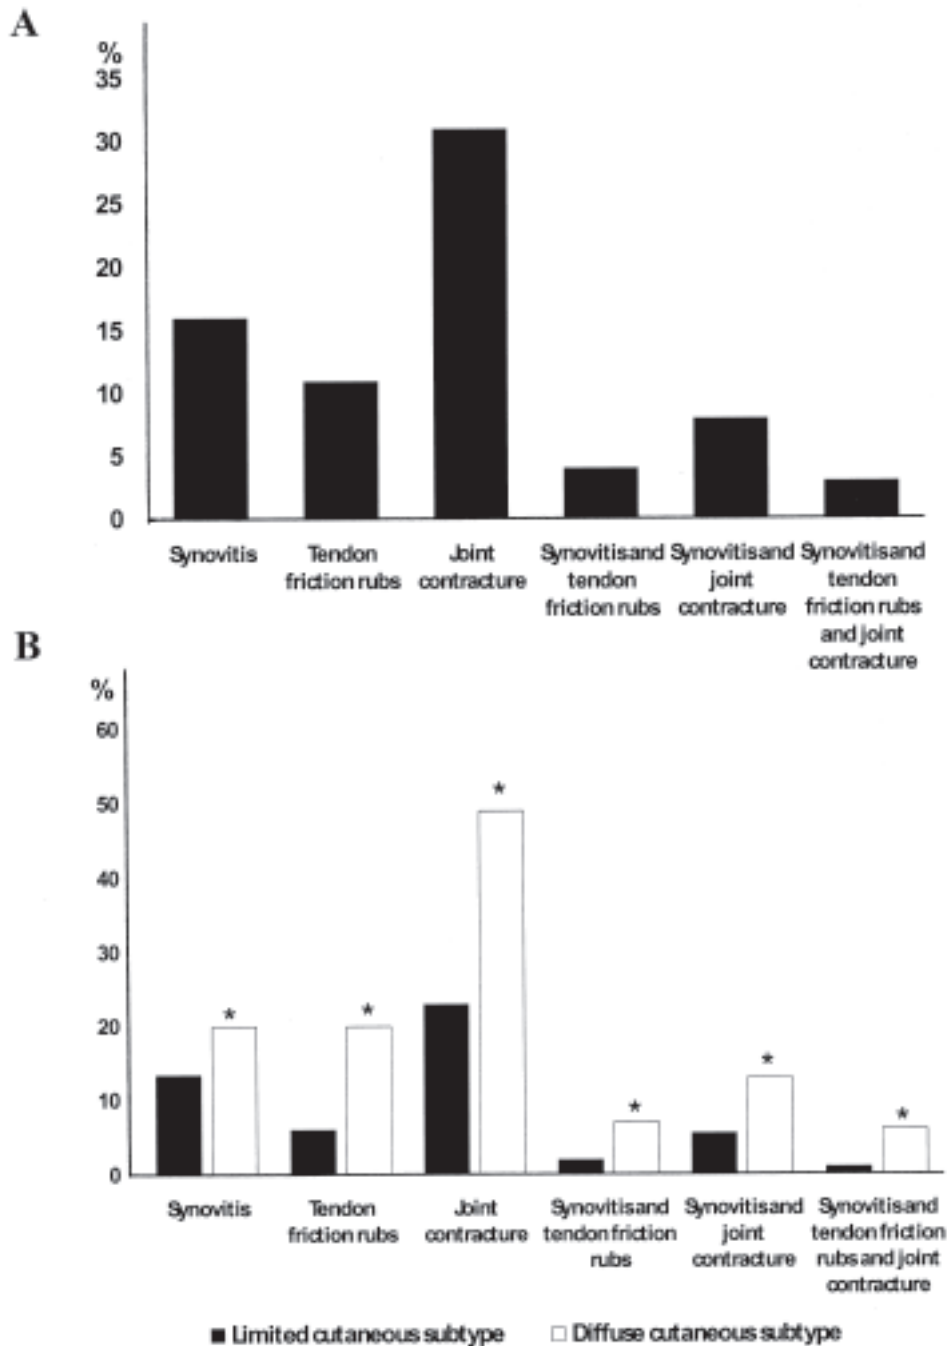 A
%
35
30
25
20
15
10
5
0
Synovitis
Tendon
friction rubs
Joint
contracture
Synovitisand
tendon
friction rubs
Synovitisand
joint
contracture
Synovitisand
tendon
friction rubs
and joint
contracture
B
%
60
50
40
30
20
10
0
*
*
*
*
*
*
Synovitis
Tendon
friction rubs
Joint
contracture
Synovitisand
tendon friction
rubs
Synovitisand
joint
contracture
Synovitisand
tendon friction
rubs and joint
contracture
■ Limited cutaneous subtype □ Diffuse cutaneous subtype